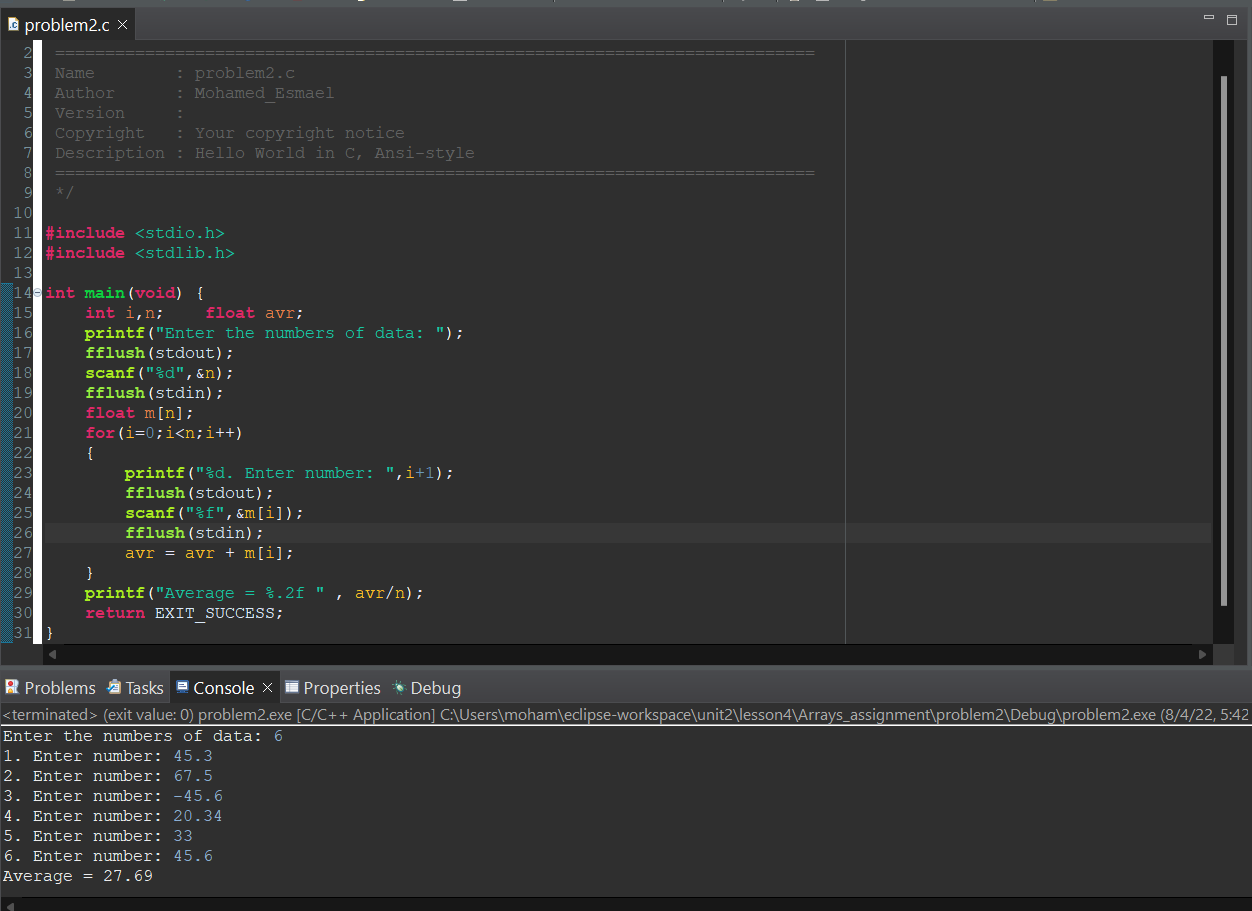 problem2.c
2 ============================================================================
3 Name        : problem2.c
4 Author      : Mohamed_Esmael
5 Version     :
6 Copyright   : Your copyright notice
7 Description : Hello World in C, Ansi-style
8 ============================================================================
9 */
10
11 #include <stdio.h>
12 #include <stdlib.h>
13
14 int main(void) {
15     int i,n;    float avr;
16     printf("Enter the numbers of data: ");
17     fflush(stdout);
18     scanf("%d",&n);
19     fflush(stdin);
20     float m[n];
21     for(i=0;i<n;i++)
22     {
23         printf("%d. Enter number: ",i+1);
24         fflush(stdout);
25         scanf("%f",&m[i]);
26         fflush(stdin);
27         avr = avr + m[i];
28     }
29     printf("Average = %.2f " , avr/n);
30     return EXIT_SUCCESS;
31 }
Problems Tasks Console Properties Debug
<terminated> (exit value: 0) problem2.exe [C/C++ Application] C:\Users\moham\eclipse-workspace\unit2\lesson4\Arrays_assignment\problem2\Debug\problem2.exe (8/4/22, 5:42
Enter the numbers of data: 6
1. Enter number: 45.3
2. Enter number: 67.5
3. Enter number: -45.6
4. Enter number: 20.34
5. Enter number: 33
6. Enter number: 45.6
Average = 27.69